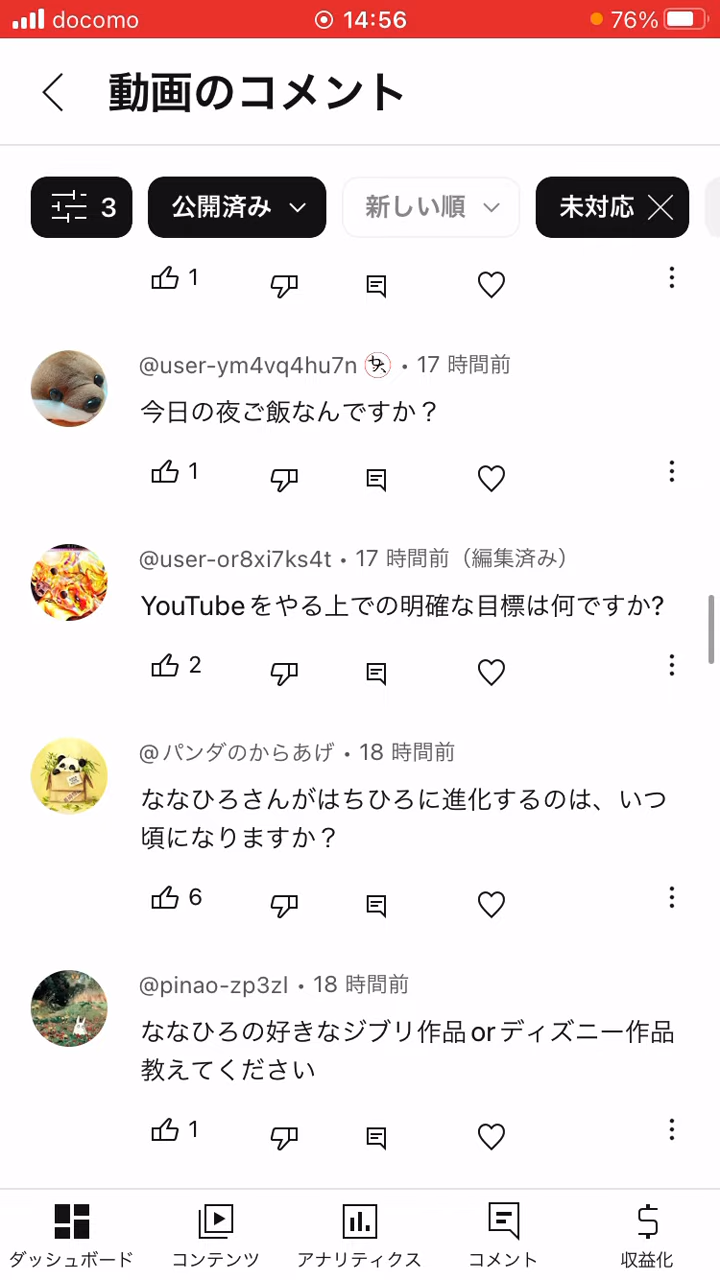 docomo 14:56 76%
動画のコメント
3 公開済み 新しい順 未対応
1
@user-ym4vq4hu7n • 17 時間前
今日の夜ご飯なんですか？
1
@user-or8xi7ks4t • 17 時間前（編集済み）
YouTubeをやる上での明確な目標は何ですか?
2
@パンダのからあげ • 18 時間前
ななひろさんがはちひろに進化するのは、いつ
頃になりますか？
6
@pinao-zp3zl • 18 時間前
ななひろの好きなジブリ作品orディズニー作品
教えてください
1
ダッシュボード コンテンツ アナリティクス コメント 収益化